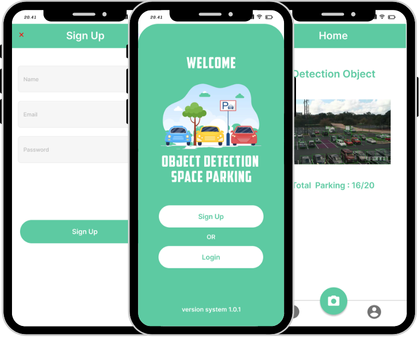 20.41
Sign Up
×
Name
Email
Password
Sign Up
20.41
WELCOME
P
OBJECT DETECTION
SPACE PARKING
Sign Up
OR
Login
version system 1.0.1
20.41
Home
Detection Object
Total Parking : 16/20